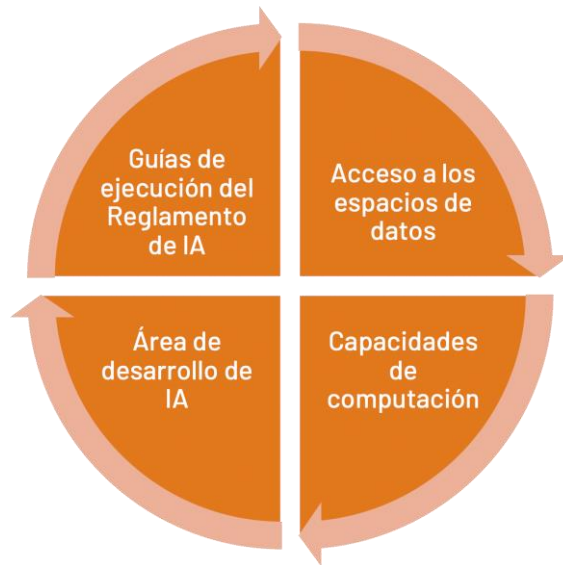 Guías de
ejecución del
Reglamento
de IA
Acceso a los
espacios de
datos
Área de
desarrollo de
IA
Capacidades
de
computación